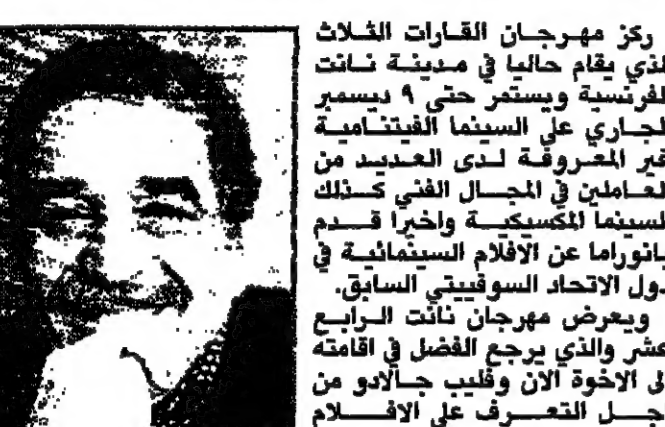 ركز مهرجان القارات الثلاث
الذي يقام حاليا في مدينة نانت
الفرنسية ويستمر حتى ٩ ديسمبر
الجاري على السينما الفيتنامية
غير المعروفة لدى العديد من
العاملين في المجال الفني كذلك
السينما المكسيكية واخيرا قدم
بانوراما عن الافلام السينمائية في
دول الاتحاد السوفييتي السابق.
ويعرض مهرجان نانت الرابع
عشر والذي يرجع الفضل في اقامته
الى الاخوة الان وفليب جالادو من
اجل التعرف على الافلام